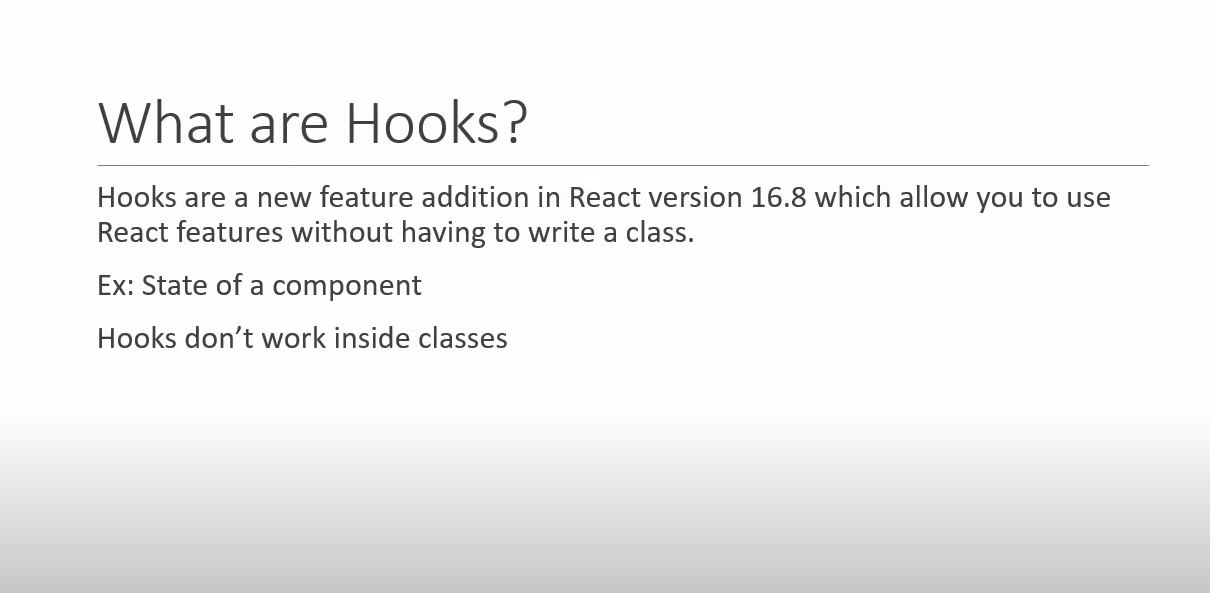 What are Hooks?
Hooks are a new feature addition in React version 16.8 which allow you to use
React features without having to write a class.
Ex: State of a component
Hooks don’t work inside classes